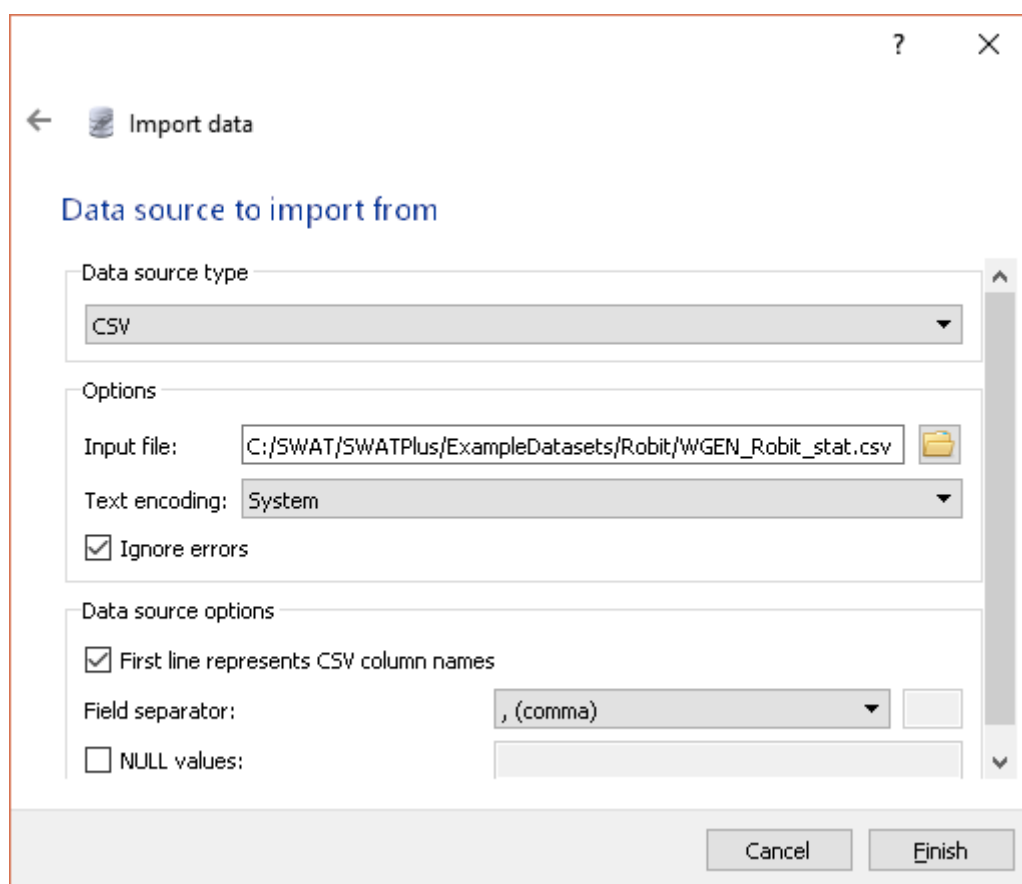 ?
Import data
Data source to import from
Data source type
CSV
Options
Input file: C:/SWAT/SWATPlus/ExampleDatasets/Robit/WGEN_Robit_stat.csv
Text encoding: System
Ignore errors
Data source options
First line represents CSV column names
Field separator: , (comma)
NULL values:
Cancel Finish